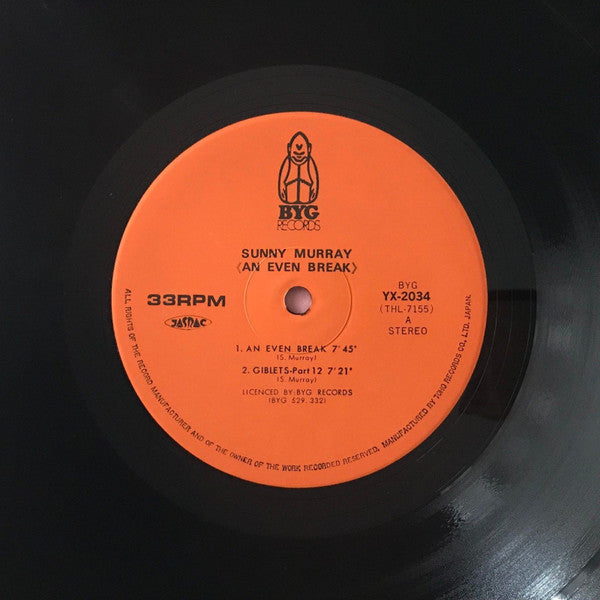 BYG
RECORDS
SUNNY MURRAY
《AN EVEN BREAK》
33RPM
JASRAC
BYG
YX-2034
(THL-7155)
A
STEREO
1. AN EVEN BREAK 7'45"
(S. Murray)
2. GIBLETS-Part 12 7'21"
(S. Murray)
LICENCED BY:BYG RECORDS
(BYG 529.332)
ALL RIGHTS OF THE RECORD MANUFACTURER AND OF THE OWNER OF THE WORK RECORDED RESERVED. MANUFACTURED BY TOHO RECORDS CO., LTD. JAPAN.